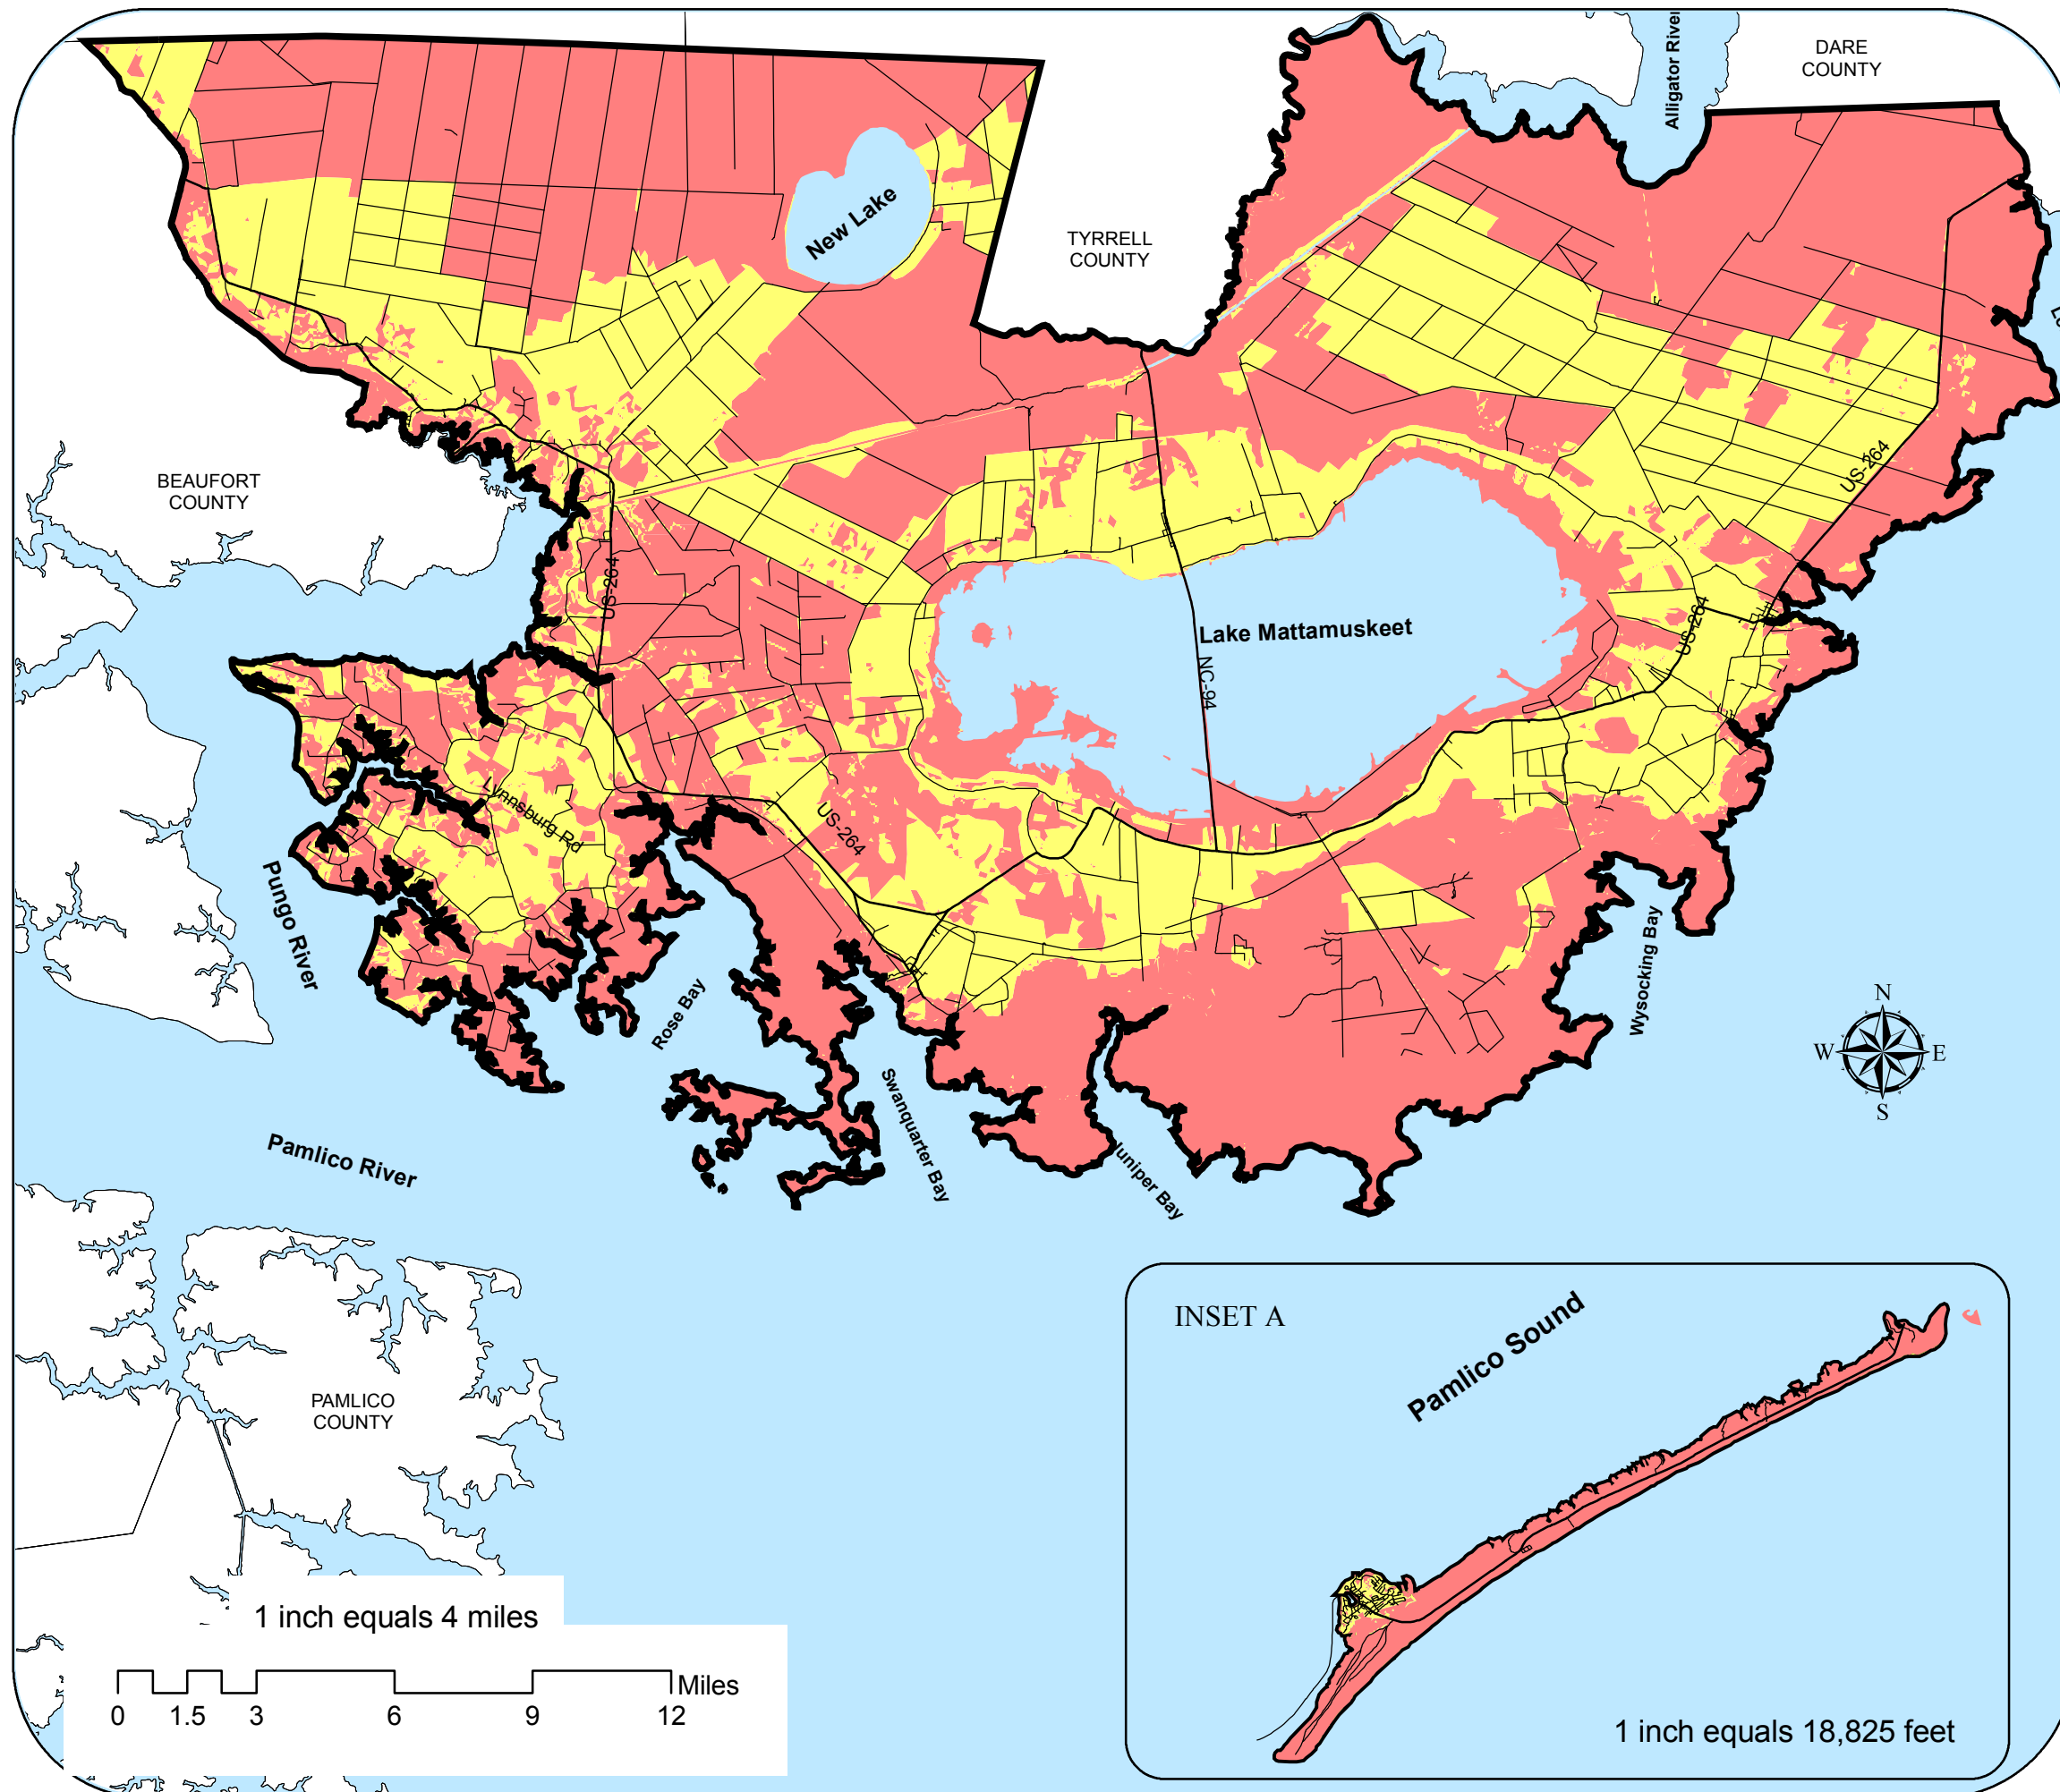 Alligator River
DARE
COUNTY
New Lake
TYRRELL
COUNTY
BEAUFORT
COUNTY
US-264
US-264
Lake Mattamuskeet
US-264
NC-94
Lynnsburg Rd
US-264
Pungo River
Rose Bay
Wysocking Bay
N
W
E
S
Swanquarter Bay
Juniper Bay
Pamlico River
INSET A
Pamlico Sound
PAMLICO
COUNTY
1 inch equals 4 miles
Miles
0 1.5 3 6 9 12
1 inch equals 18,825 feet